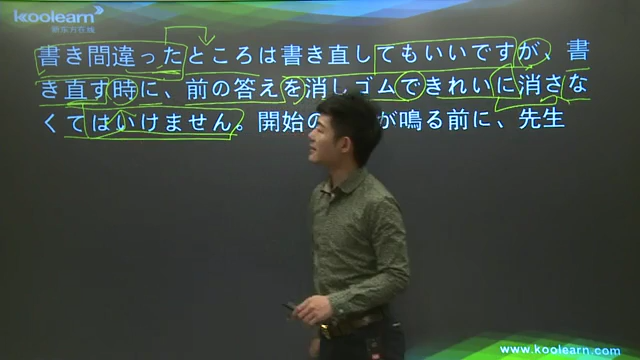 koolearn
新东方在线
書き間違ったところは書き直してもいいですが、書
き直す時に、前の答えを消しゴムできれいに消さな
くてはいけません。開始の
が鳴る前に、先生
www.koolearn.com